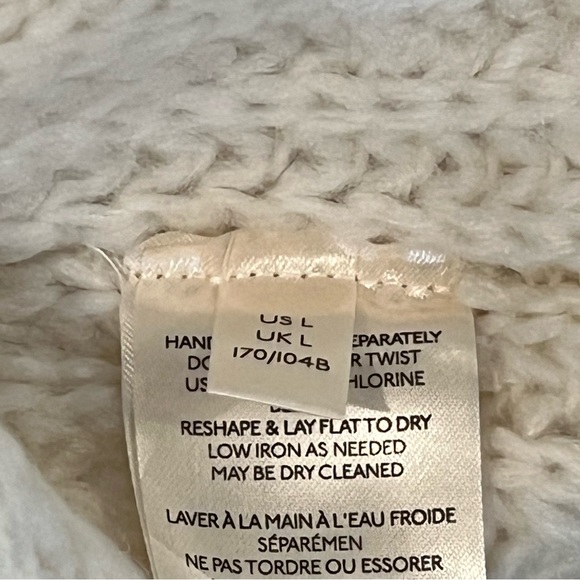 US L
UK L
170/104B
HAND EPARATELY
DO R TWIST
US HLORINE
RESHAPE & LAY FLAT TO DRY
LOW IRON AS NEEDED
MAY BE DRY CLEANED
LAVER À LA MAIN À L'EAU FROIDE
SÉPARÉMEN
NE PAS TORDRE OU ESSORER